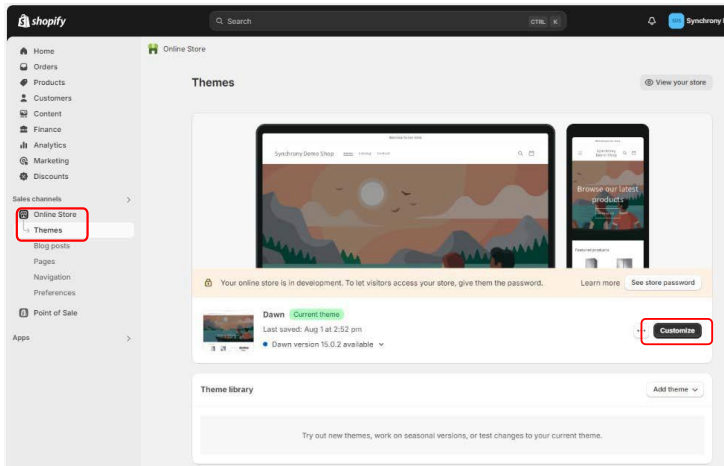 shopify
Search
CTRL K
Synchrony
Home
Orders
Products
Customers
Content
Finance
Analytics
Marketing
Discounts
Sales channels
Online Store
Themes
Blog posts
Pages
Navigation
Preferences
Point of Sale
Apps
Online Store
Themes
View your store
Synchrony Demo Shop
Synchrony
Demo Shop
Browse our latest
products
Featured products
Your online store is in development. To let visitors access your store, give them the password.
Learn more
See store password
Dawn
Current theme
Last saved: Aug 1 at 2:52 pm
Dawn version 15.0.2 available
Customize
Theme library
Add theme
Try out new themes, work on seasonal versions, or test changes to your current theme.